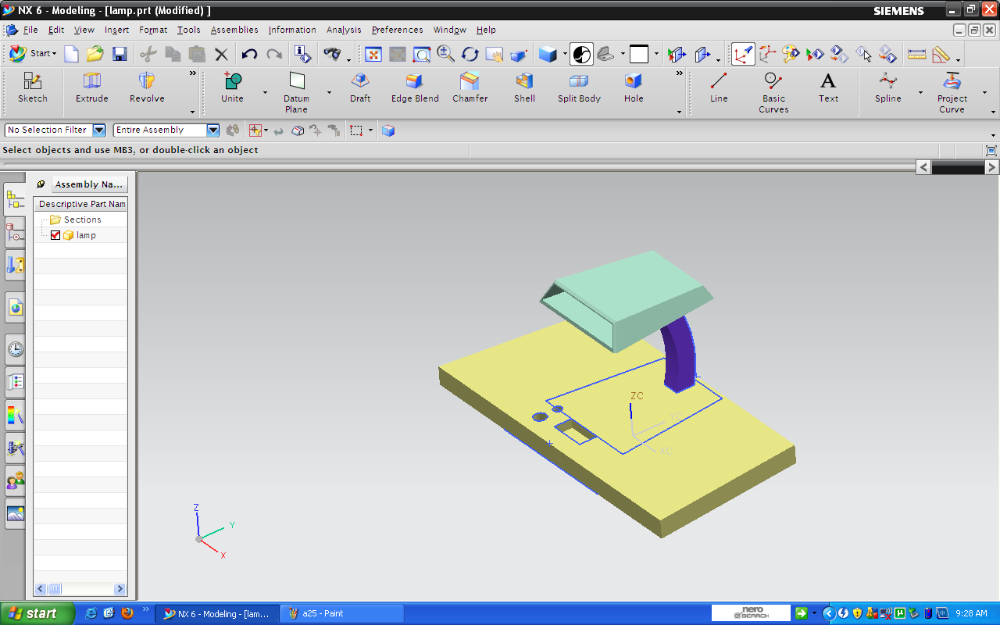 NX 6 - Modeling - [lamp.prt (Modified) ]
SIEMENS
File Edit View Insert Format Tools Assemblies Information Analysis Preferences Window Help
Start
Sketch Extrude Revolve Unite Datum Plane Draft Edge Blend Chamfer Shell Split Body Hole Line Basic Curves Text Spline Project Curve
No Selection Filter Entire Assembly
Select objects and use MB3, or double-click an object
Assembly Na...
Descriptive Part Nam
Sections
lamp
ZC
YC
XC
Z
Y
X
start
NX 6 - Modeling - [lam...
a25 - Paint
nero
@SEARCH
9:28 AM